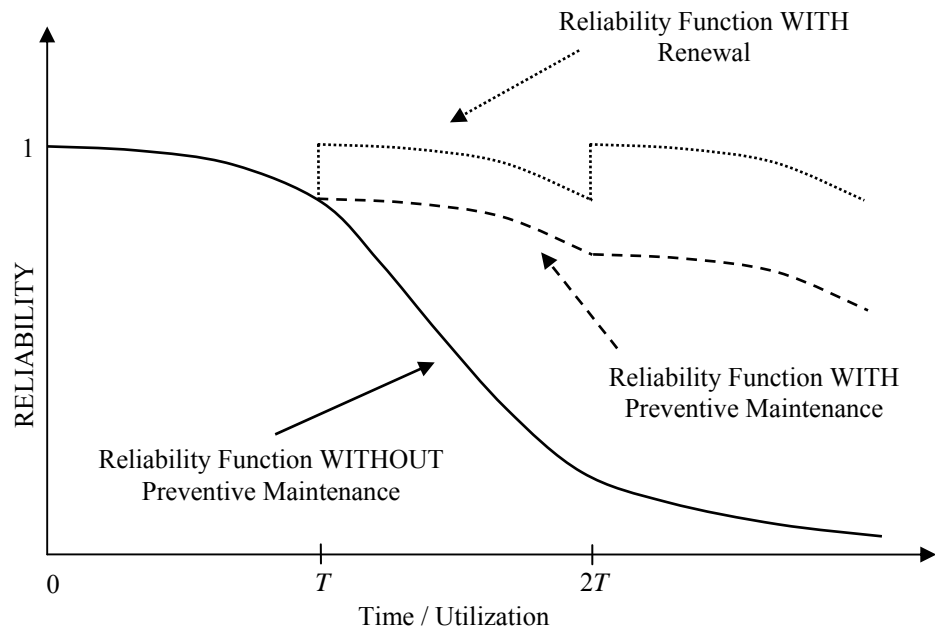 Reliability Function WITH
Renewal
1
RELIABILITY
Reliability Function WITH
Preventive Maintenance
Reliability Function WITHOUT
Preventive Maintenance
0
T
2T
Time / Utilization